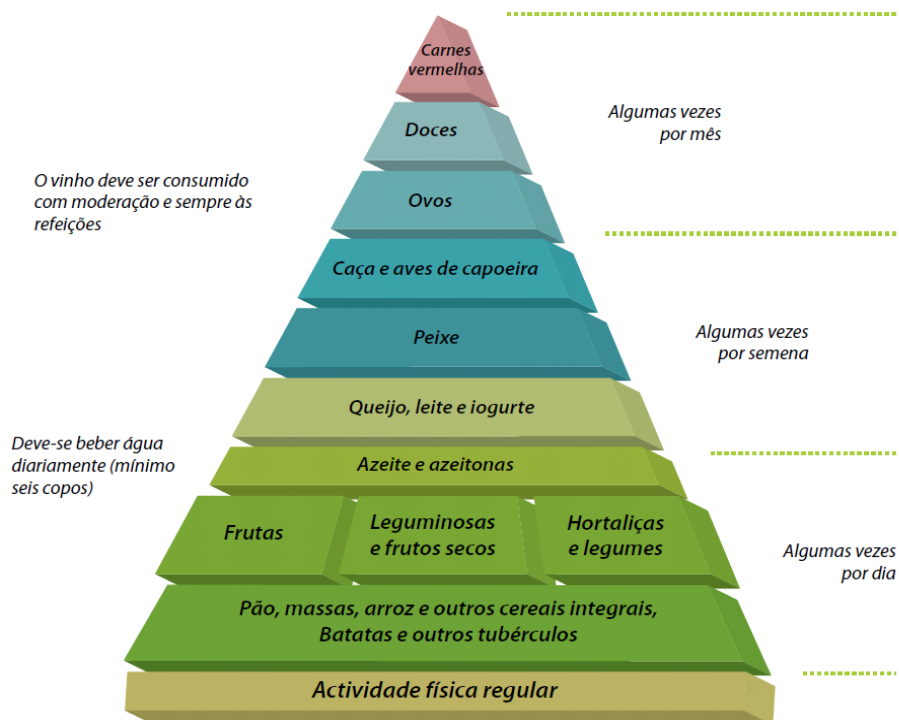 Carnes
vermelhas
Algumas vezes
por mês
Doces
O vinho deve ser consumido
com moderação e sempre às
refeições
Ovos
Caça e aves de capoeira
Peixe
Algumas vezes
por semena
Queijo, leite e iogurte
Deve-se beber água
diariamente (mínimo
seis copos)
Azeite e azeitonas
Frutas
Leguminosas
e frutos secos
Hortaliças
e legumes
Algumas vezes
por dia
Pão, massas, arroz e outros cereais integrais,
Batatas e outros tubérculos
Actividade física regular